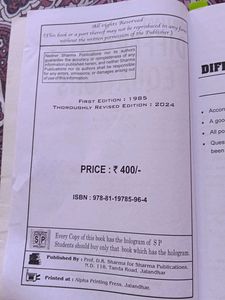 All rights Reserved
(This book or a part thereof may not be reproduced in any form
without the written permission of the Publisher)
Neither Sharma Publications nor its Authors
guarantee the accuracy or completeness of any
information published herein, and neither Sharma
Publications nor its authors shall be responsible
for any errors, omissions, or damages arising out
of use of this information.
First Edition : 1985
Thoroughly Revised Edition : 2024
PRICE : ₹ 400/-
ISBN : 978-81-19785-96-4
S P
Every Copy of this book has the hologram of S P
Students should buy only that book which has the hologram.
Published By : Prof. D.R. Sharma for Sharma Publications,
N.D. 118, Tanda Road, Jalandhar.
Printed at : Alpha Printing Press, Jalandhar.
DIF
Accor
A goo
All po
Ques